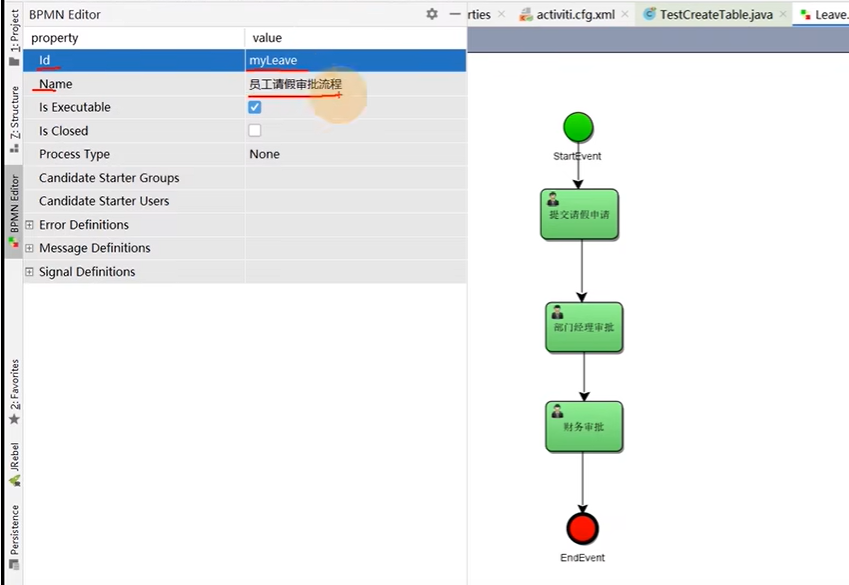 BPMN Editor
property value
Id myLeave
Name 员工请假审批流程
Is Executable
Is Closed
Process Type None
Candidate Starter Groups
Candidate Starter Users
Error Definitions
Message Definitions
Signal Definitions
1: Project
7: Structure
BPMN Editor
2: Favorites
JRebel
Persistence
rties activiti.cfg.xml TestCreateTable.java Leave.
StartEvent
提交请假申请
部门经理审批
财务审批
EndEvent